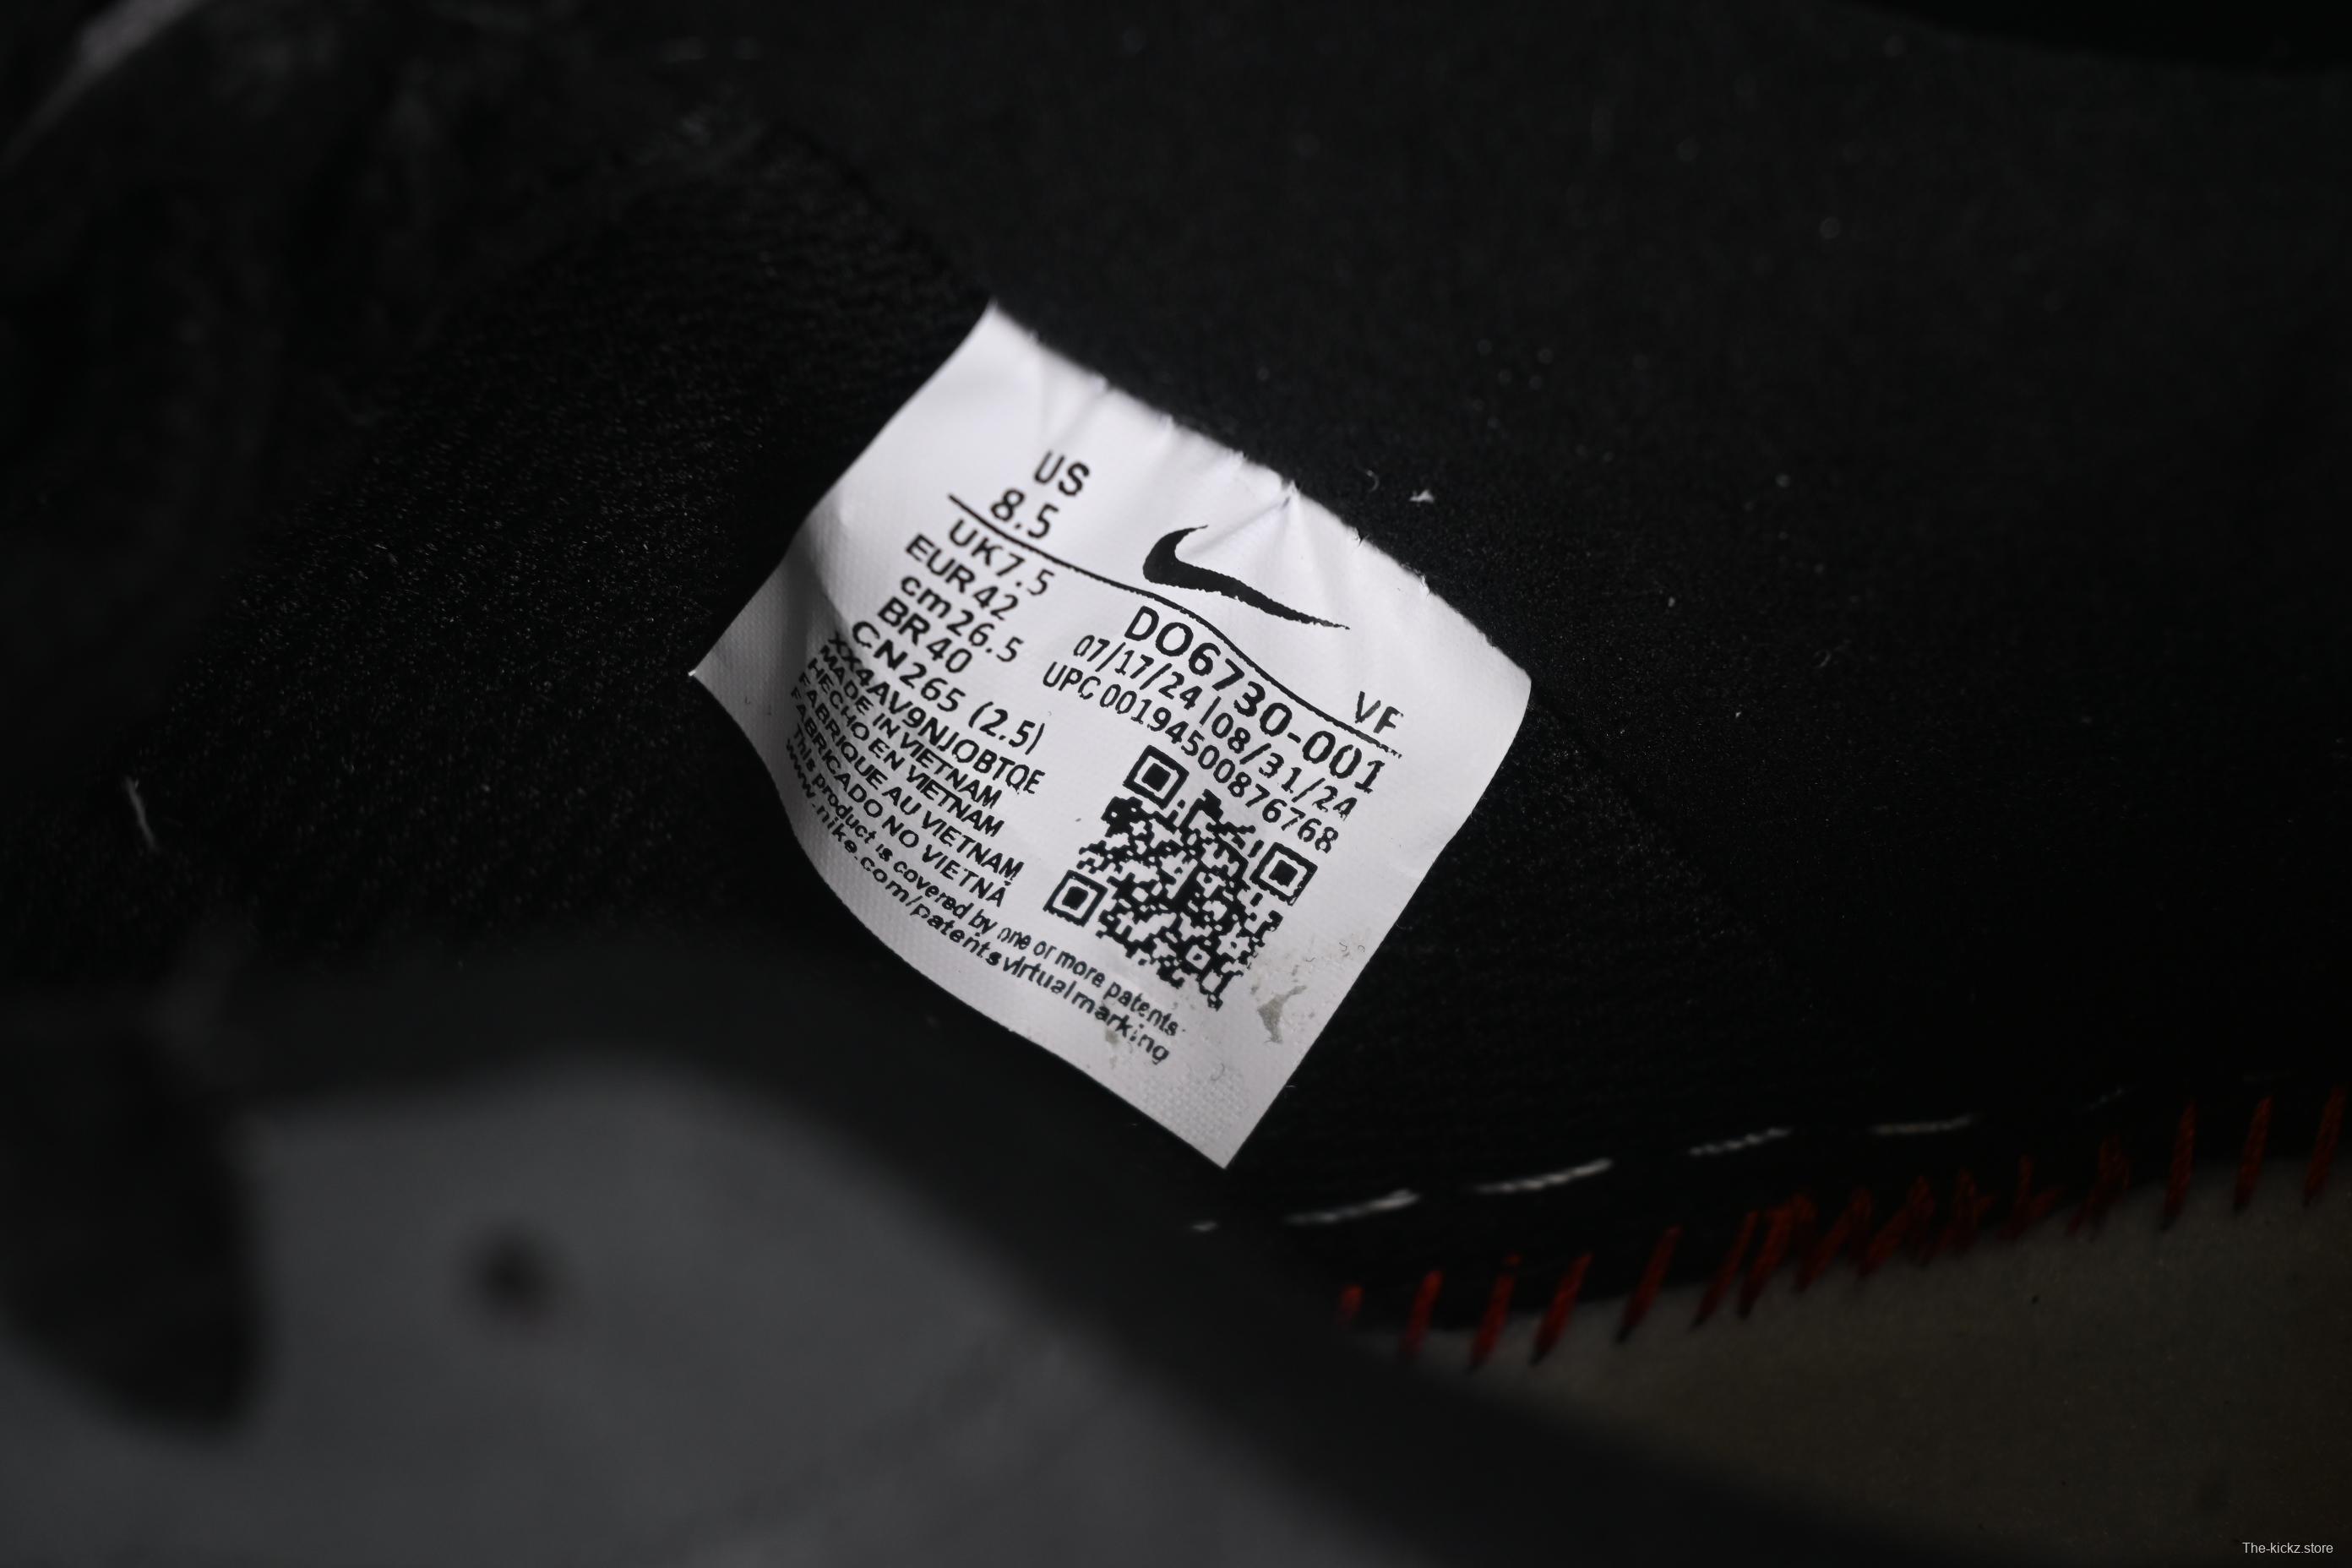 US
8.5
UK7.5
EUR42
cm26.5
BR40
CN265 (2.5)
XX4AV9NJOBTQE
MADE IN VIETNAM
HECHO EN VIETNAM
FABRIQUE AU VIETNAM
FABRICADO NO VIETNÃ
This product is covered by one or more patents
www.nike.com/patentsvirtualmarking
VF
DO6730-001
07/17/24 |08/31/24
UPC 00194500876768
The-kickz.store